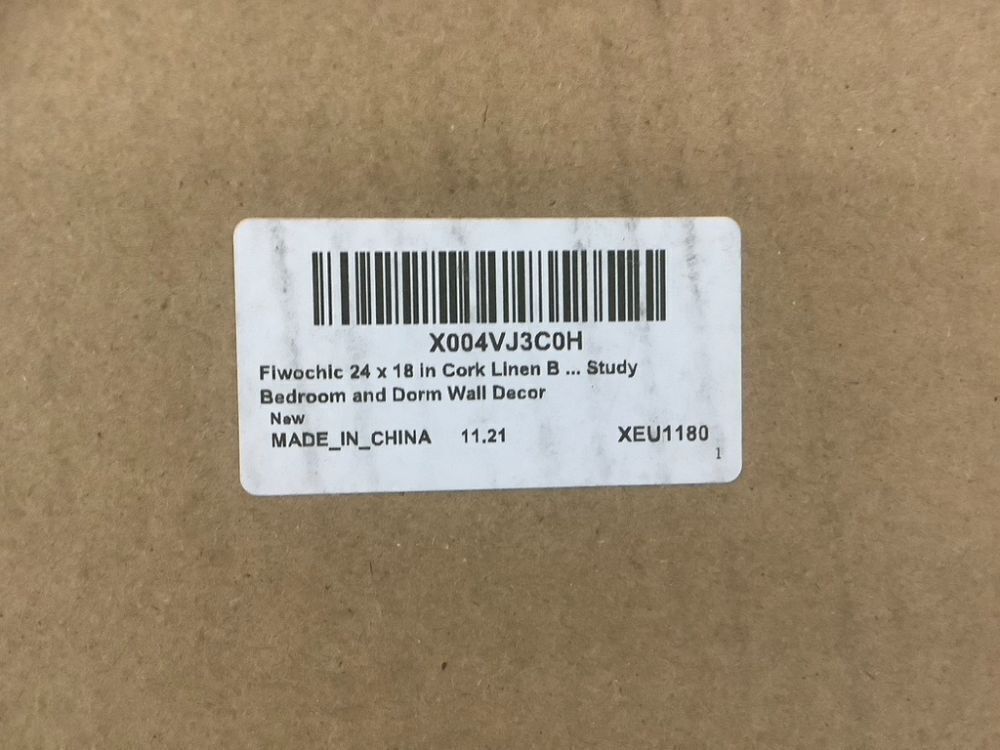 X004VJ3C0H
Fiwochic 24 x 18 in Cork Linen B ... Study
Bedroom and Dorm Wall Decor
New
MADE_IN_CHINA 11.21 XEU1180
1